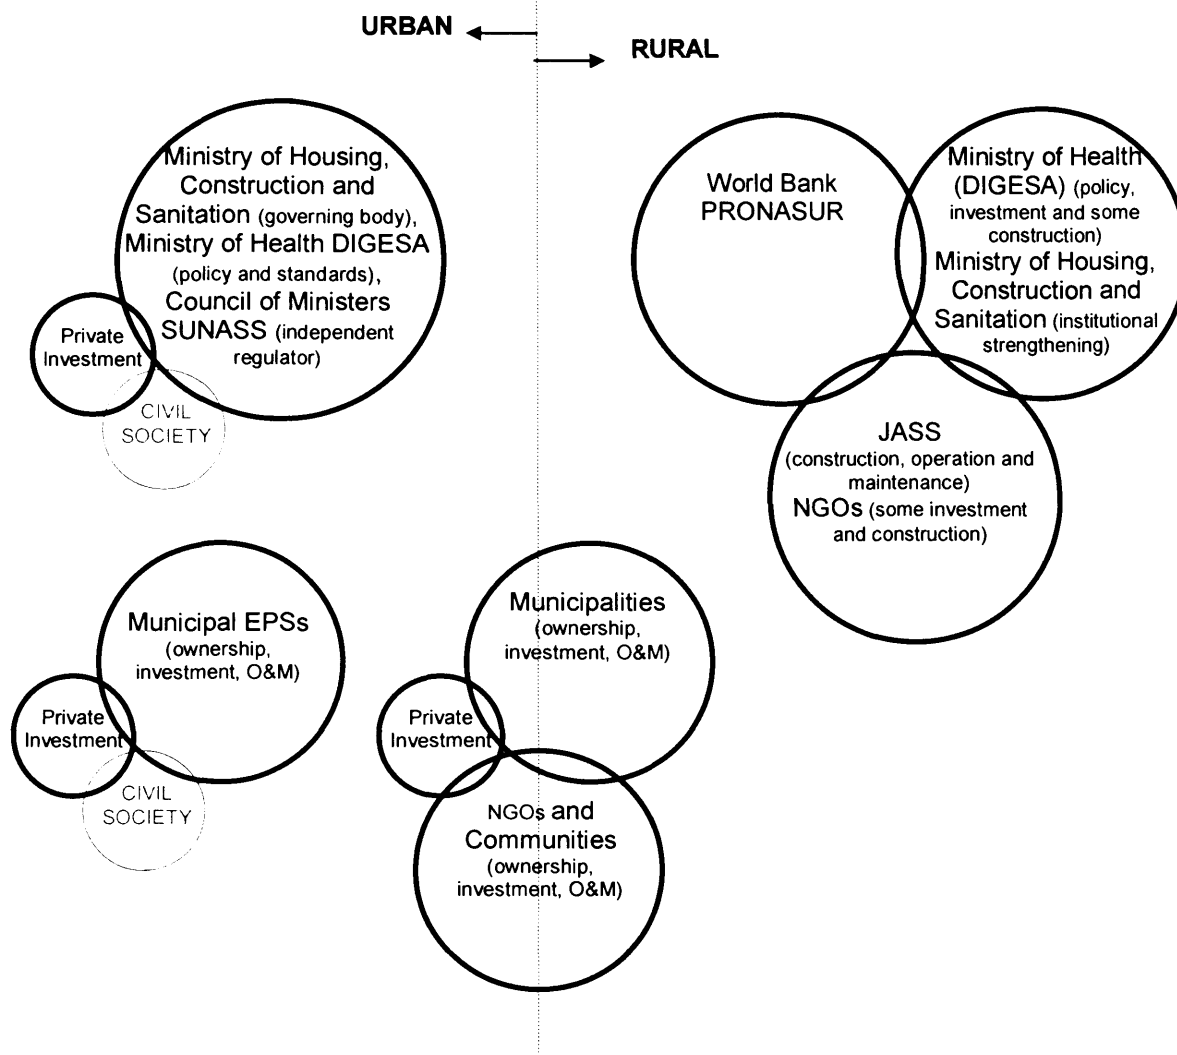 URBAN
RURAL
Ministry of Housing,
Construction and
Sanitation (governing body),
Ministry of Health DIGESA
(policy and standards),
Council of Ministers
SUNASS (independent
regulator)
Private
Investment
CIVIL
SOCIETY
World Bank
PRONASUR
Ministry of Health
(DIGESA) (policy,
investment and some
construction)
Ministry of Housing,
Construction and
Sanitation (institutional
strengthening)
JASS
(construction, operation and
maintenance)
NGOs (some investment
and construction)
Municipal EPSs
(ownership,
investment, O&M)
Private
Investment
CIVIL
SOCIETY
Municipalities
(ownership,
investment, O&M)
Private
Investment
NGOs and
Communities
(ownership,
investment, O&M)